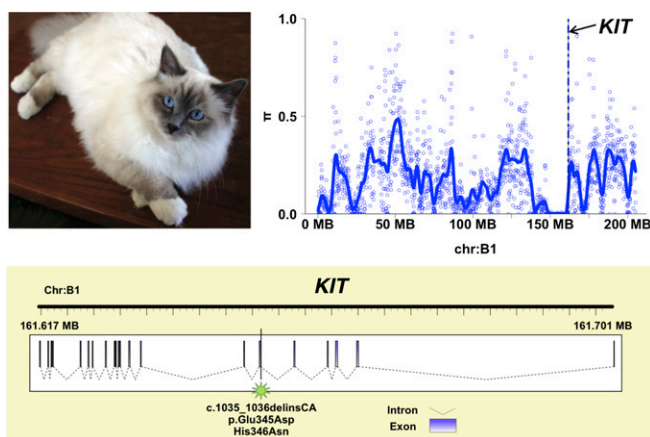 1.0
KIT
π
0.5
0.0
0 MB 50 MB 100 MB 150 MB 200 MB
chr:B1
Chr:B1
KIT
161.617 MB
161.701 MB
c.1035_1036delinsCA
p.Glu345Asp
His346Asn
Intron
Exon